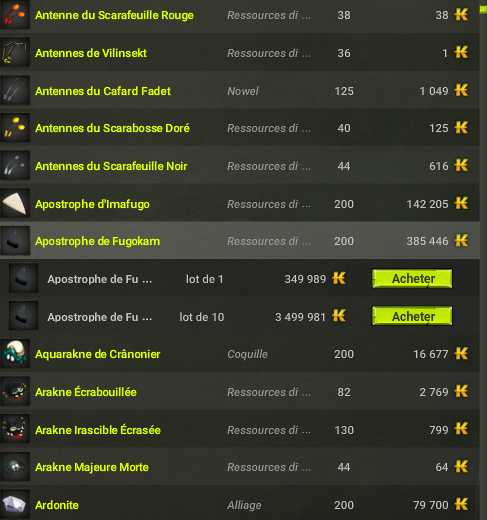 Antenne du Scarafeuille Rouge Ressources di ... 38 38
Antennes de Vilinsekt Ressources di ... 36 1
Antennes du Cafard Fadet Nowel 125 1 049
Antennes du Scarabosse Doré Ressources di ... 40 125
Antennes du Scarafeuille Noir Ressources di ... 44 616
Apostrophe d'Imafugo Ressources di ... 200 142 205
Apostrophe de Fugokam Ressources di ... 200 385 446
Apostrophe de Fu ... lot de 1 349 989 Acheter
Apostrophe de Fu ... lot de 10 3 499 981 Acheter
Aquarakne de Crânonier Coquille 200 16 677
Arakne Écrabouillée Ressources di ... 82 2 769
Arakne Irascible Écrasée Ressources di ... 130 799
Arakne Majeure Morte Ressources di ... 44 64
Ardonite Alliage 200 79 700